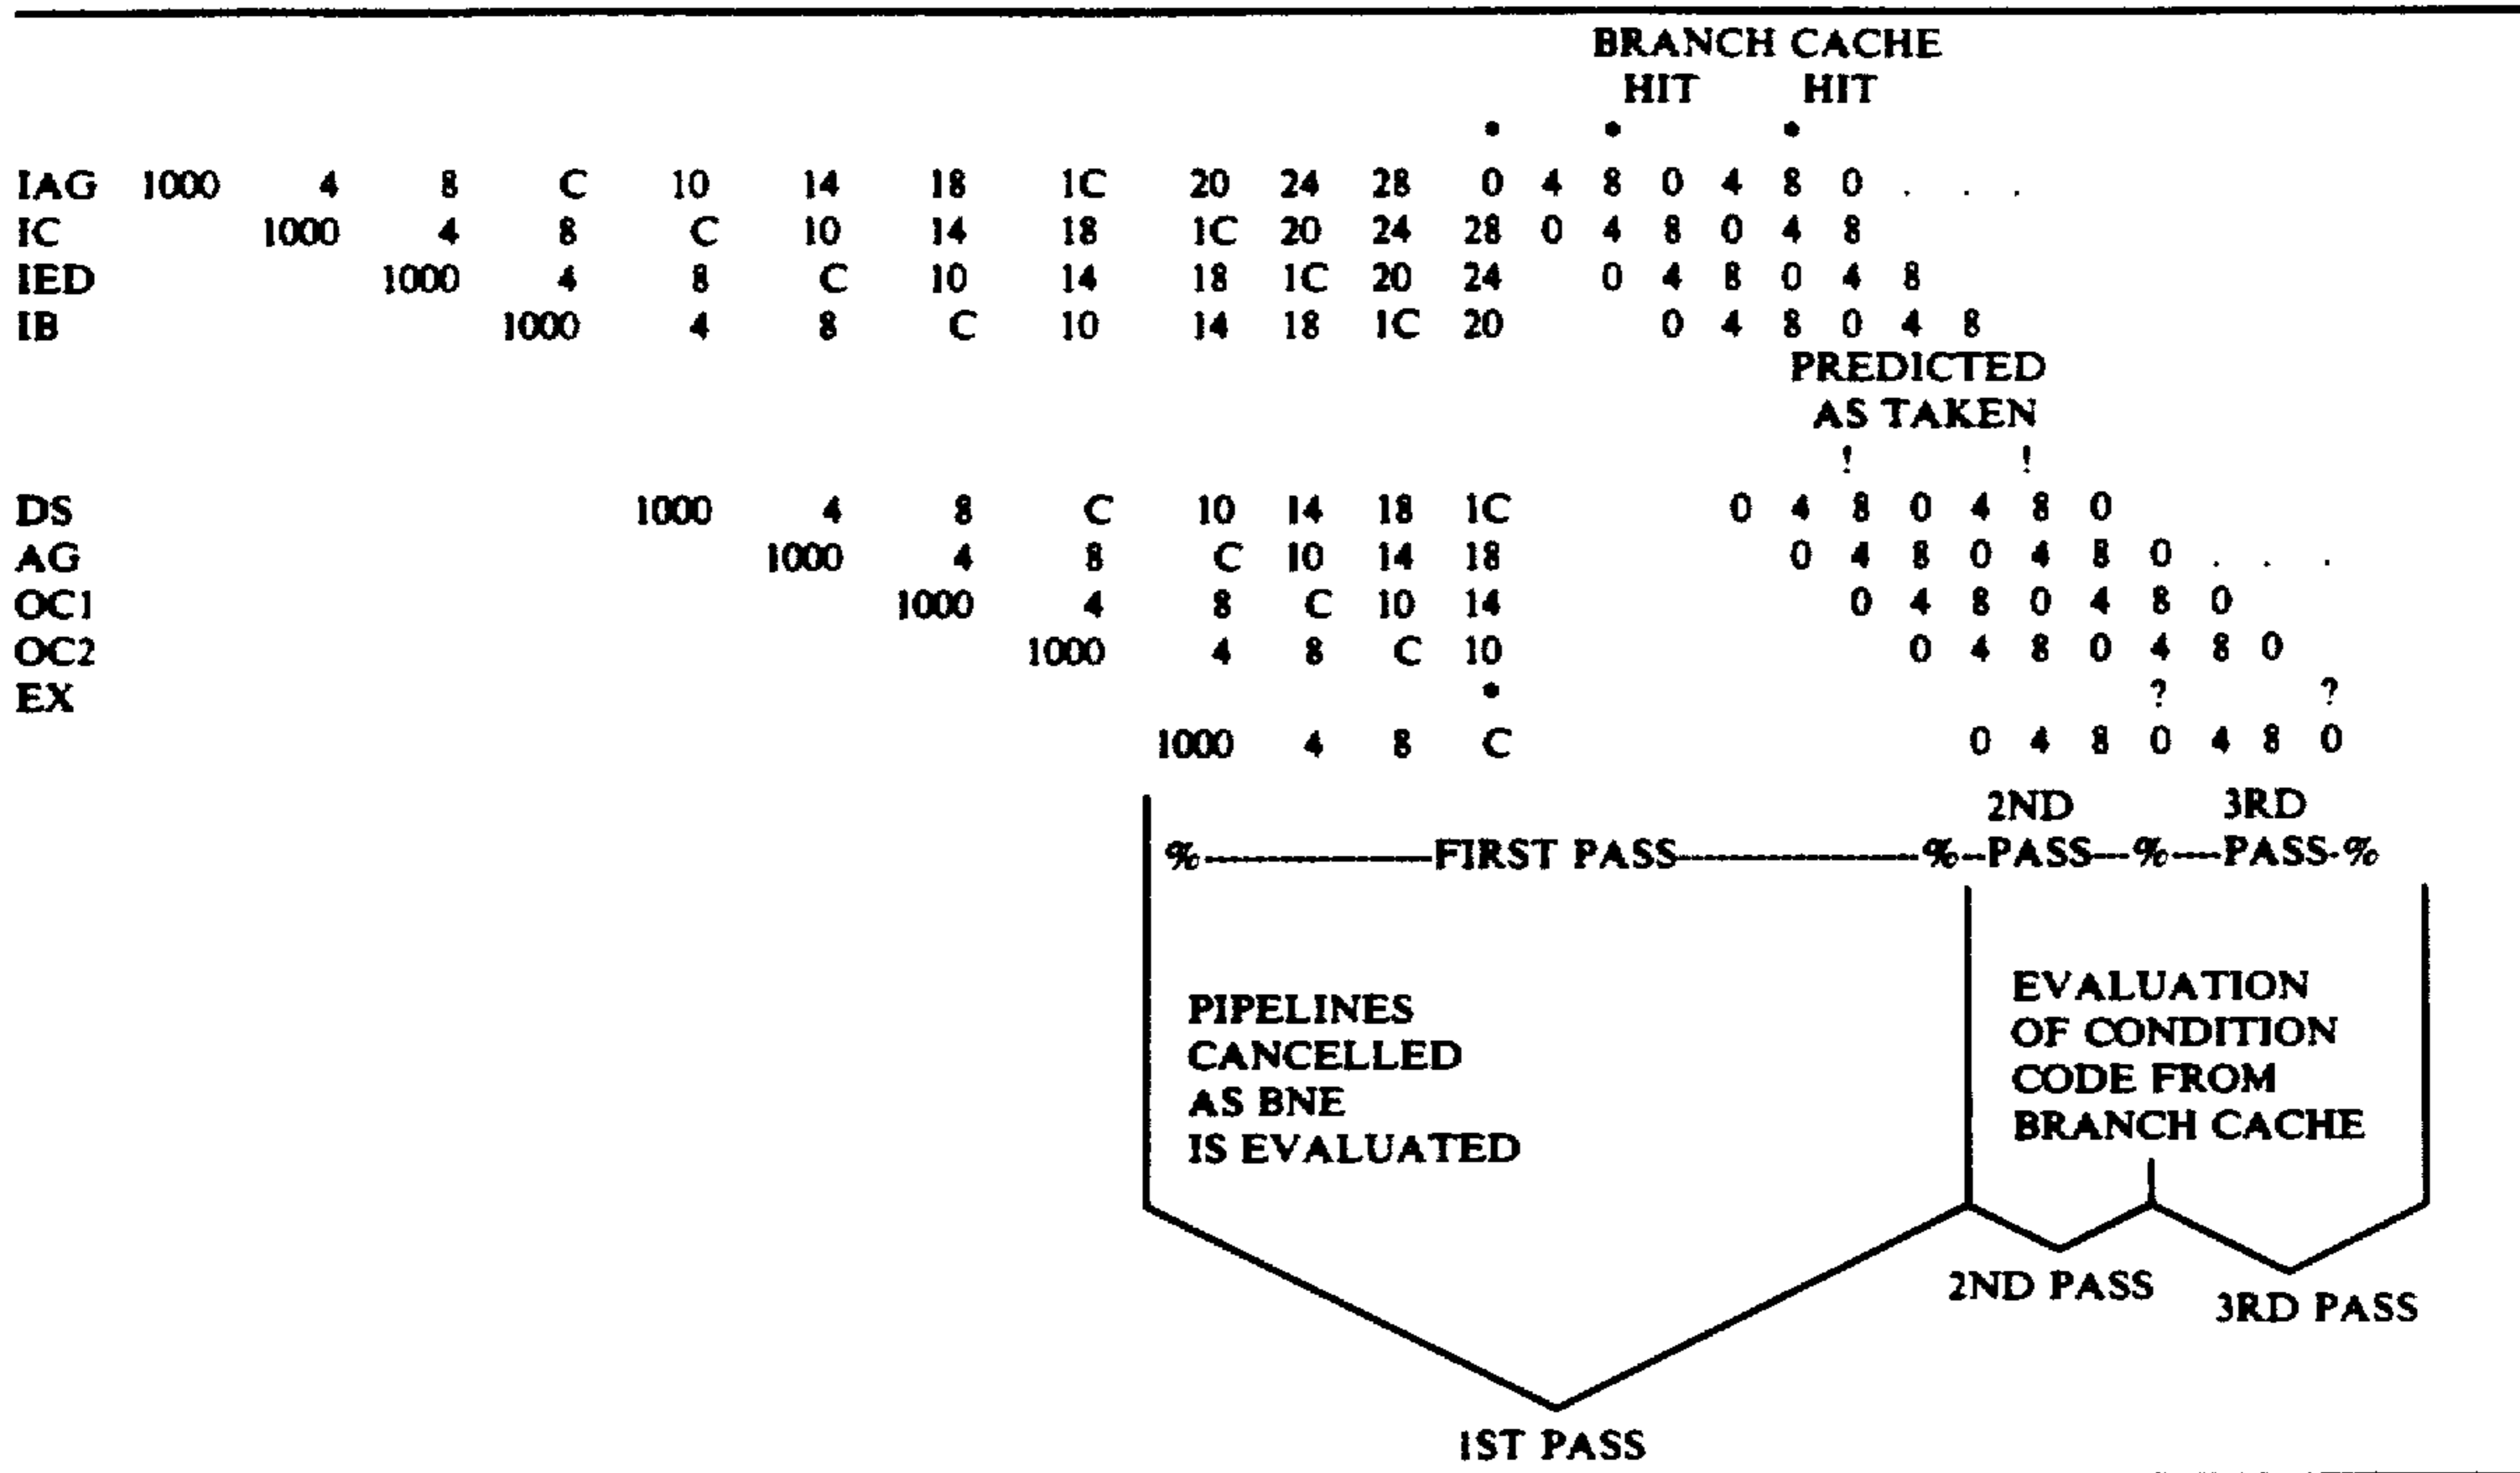 BRANCH CACHE
HIT HIT
• • •
IAG 1000 4 8 C 10 14 18 1C 20 24 28 0 4 8 0 4 8 0 . . .
IC 1000 4 8 C 10 14 18 1C 20 24 28 0 4 8 0 4 8
IED 1000 4 8 C 10 14 18 1C 20 24 0 4 8 0 4 8
IB 1000 4 8 C 10 14 18 1C 20 0 4 8 0 4 8
PREDICTED
AS TAKEN
! !
DS 1000 4 8 C 10 14 18 1C 0 4 8 0 4 8 0
AG 1000 4 8 C 10 14 18 0 4 8 0 4 8 0 . . .
OC1 1000 4 8 C 10 14 0 4 8 0 4 8 0
OC2 1000 4 8 C 10 0 4 8 0 4 8 0
EX • ? ?
1000 4 8 C 0 4 8 0 4 8 0
2ND 3RD
%----------FIRST PASS----------%--PASS---%----PASS-%
PIPELINES
CANCELLED
AS BNE
IS EVALUATED
EVALUATION
OF CONDITION
CODE FROM
BRANCH CACHE
2ND PASS
3RD PASS
1ST PASS